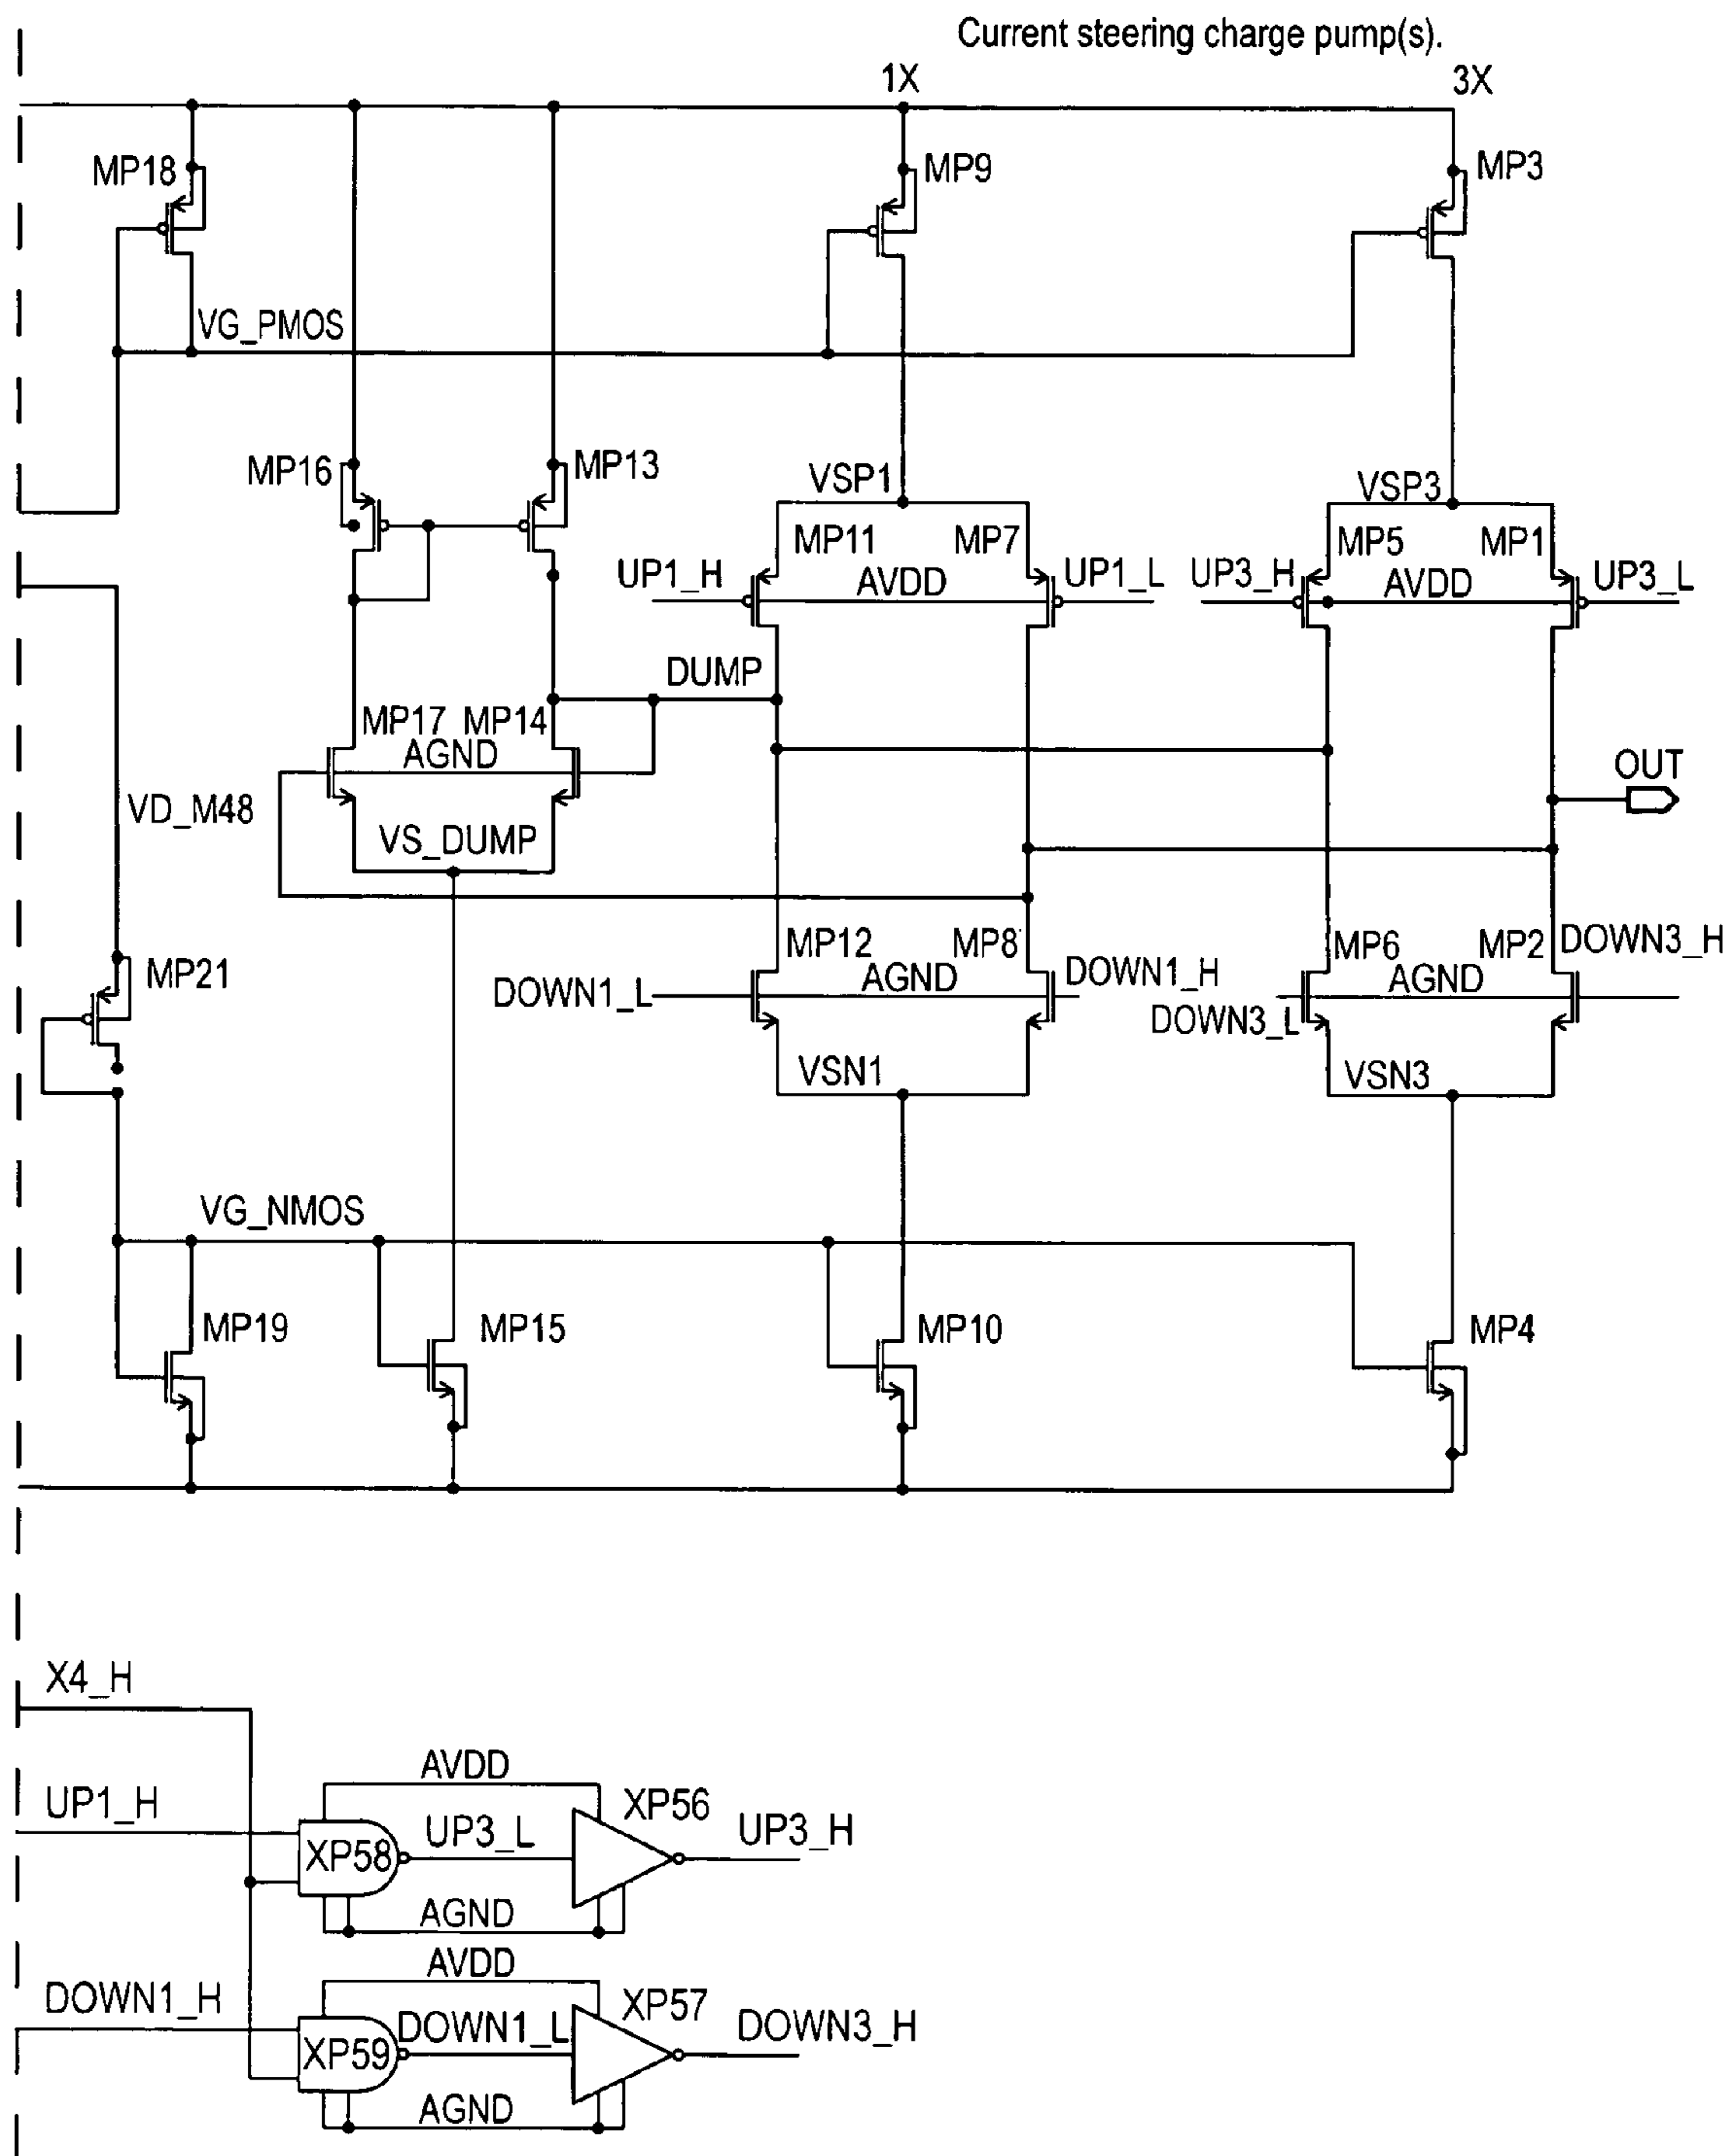 Current steering charge pump(s).
1X 3X
MP18 MP9 MP3
VG_PMOS
MP16 MP13 VSP1 VSP3
MP11 MP7 MP5 MP1
UP1_H AVDD UP1_L UP3_H AVDD UP3_L
DUMP
MP17 MP14
AGND
OUT
VD_M48
VS_DUMP
MP12 MP8 MP6 MP2 DOWN3_H
MP21
DOWN1_L AGND DOWN1_H AGND
DOWN3_L
VSN1 VSN3
VG_NMOS
MP19 MP15 MP10 MP4
X4_H
AVDD
UP1_H XP56
UP3_L UP3_H
XP58
AGND
AVDD
DOWN1_H XP57
DOWN1_L DOWN3_H
XP59
AGND